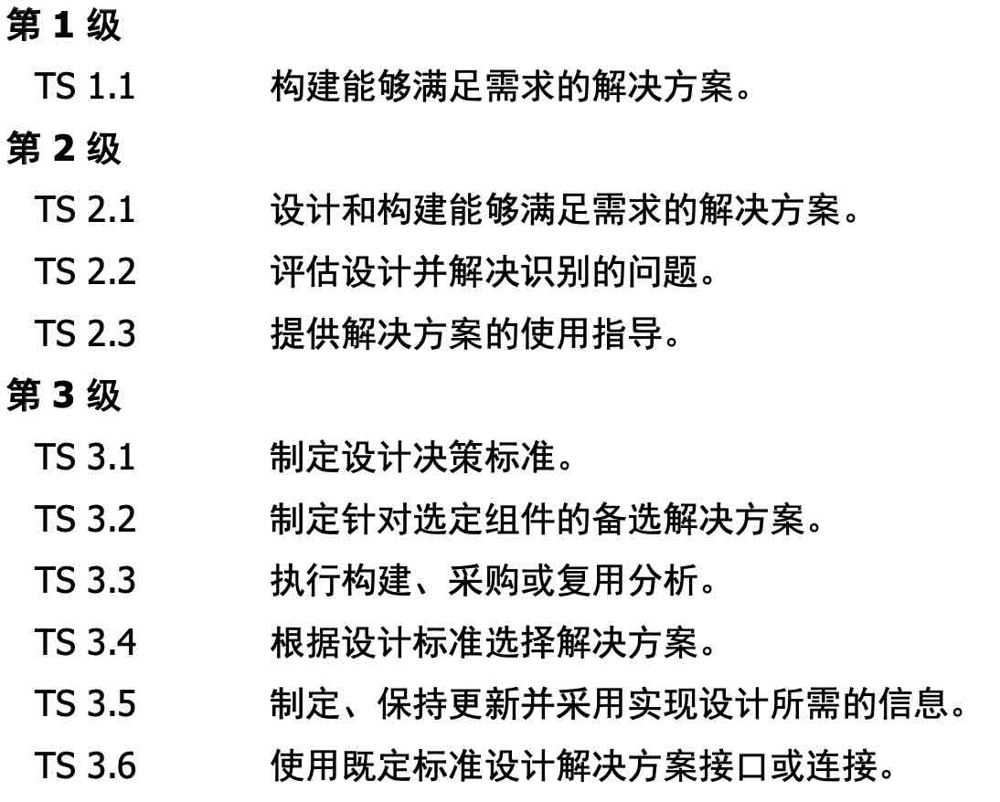 第 1 级
TS 1.1 构建能够满足需求的解决方案。
第 2 级
TS 2.1 设计和构建能够满足需求的解决方案。
TS 2.2 评估设计并解决识别的问题。
TS 2.3 提供解决方案的使用指导。
第 3 级
TS 3.1 制定设计决策标准。
TS 3.2 制定针对选定组件的备选解决方案。
TS 3.3 执行构建、采购或复用分析。
TS 3.4 根据设计标准选择解决方案。
TS 3.5 制定、保持更新并采用实现设计所需的信息。
TS 3.6 使用既定标准设计解决方案接口或连接。